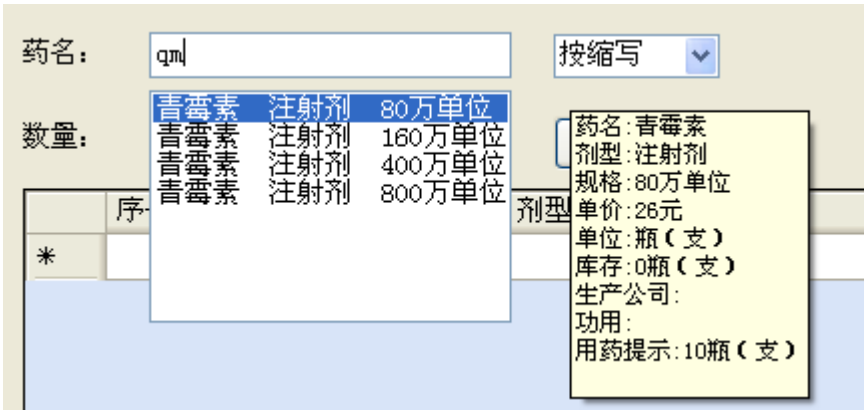 药名： qm 按缩写
数量：
青霉素 注射剂 80万单位
青霉素 注射剂 160万单位
青霉素 注射剂 400万单位
青霉素 注射剂 800万单位
序 剂型
*
药名:青霉素
剂型:注射剂
规格:80万单位
单价:26元
单位:瓶(支)
库存:0瓶(支)
生产公司:
功用:
用药提示:10瓶(支)